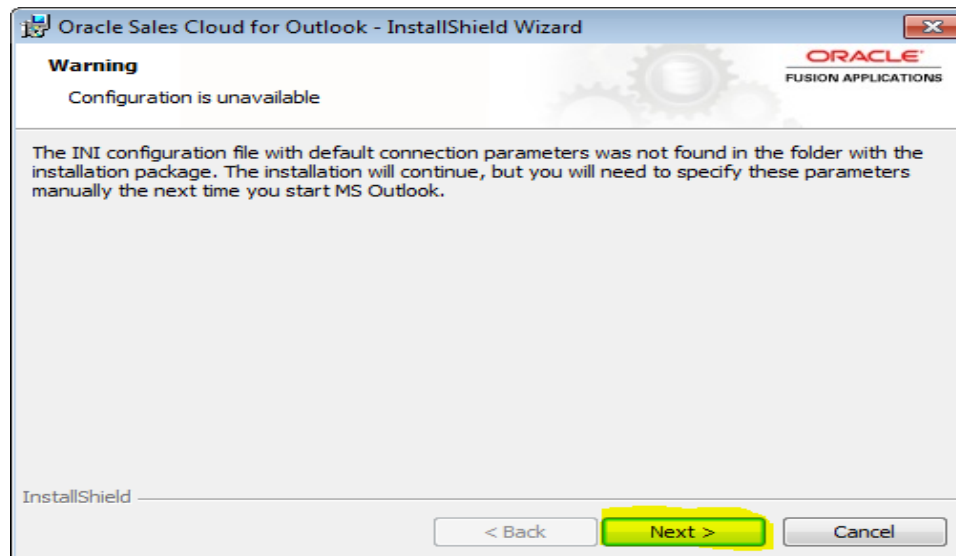 Oracle Sales Cloud for Outlook - InstallShield Wizard
Warning
Configuration is unavailable
ORACLE
FUSION APPLICATIONS
The INI configuration file with default connection parameters was not found in the folder with the
installation package. The installation will continue, but you will need to specify these parameters
manually the next time you start MS Outlook.
InstallShield
< Back
Next >
Cancel